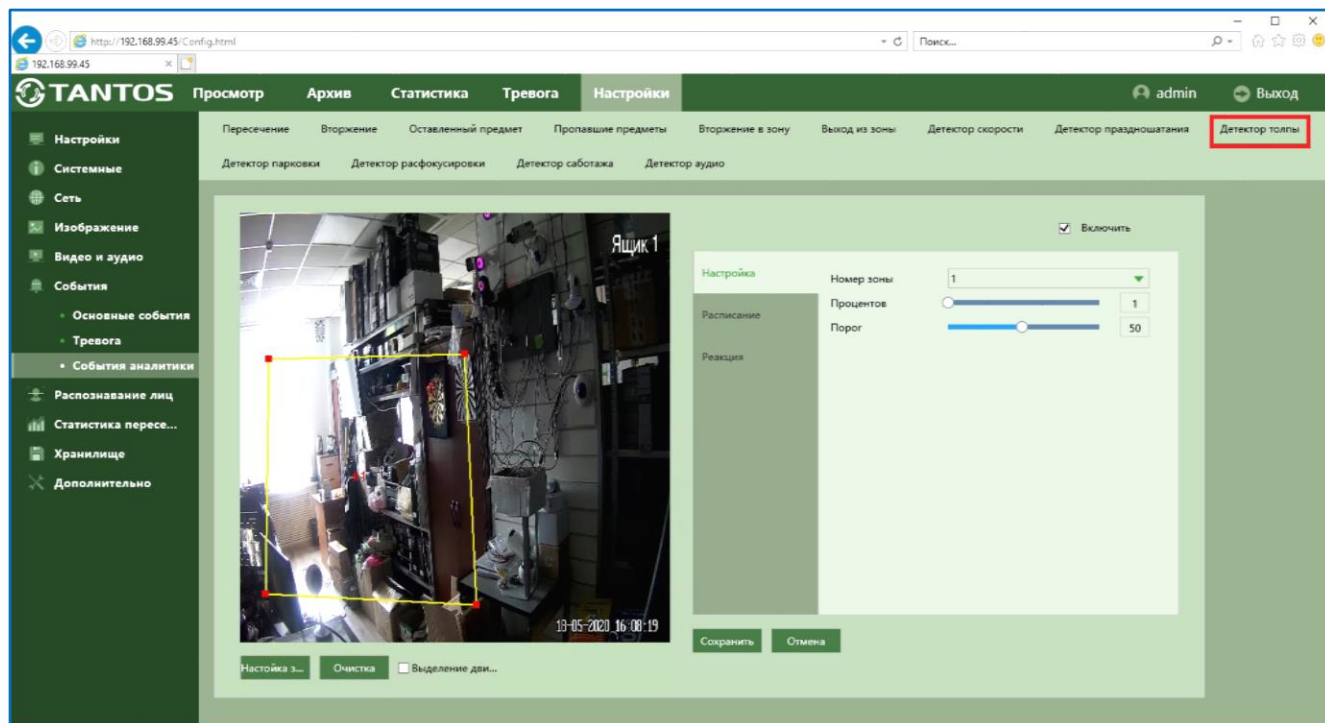 http://192.168.99.45/Config.html
Поиск...
192.168.99.45
TANTOS Просмотр Архив Статистика Тревога Настройки admin Выход
Пересечение Вторжение Оставленный предмет Пропавшие предметы Вторжение в зону Выход из зоны Детектор скорости Детектор праздношатания Детектор толпы
Детектор парковки Детектор расфокусировки Детектор саботажа Детектор аудио
Настройки
Системные
Сеть
Изображение
Видео и аудио
События
Основные события
Тревога
События аналитики
Распознавание лиц
Статистика пересе...
Хранилище
Дополнительно
Ящик 1
1
13-05-2020 16:08:19
Настойка з... Очистка Выделение дви...
Включить
Настройка
Расписание
Реакция
Номер зоны 1
Процентов 1
Порог 50
Сохранить Отмена